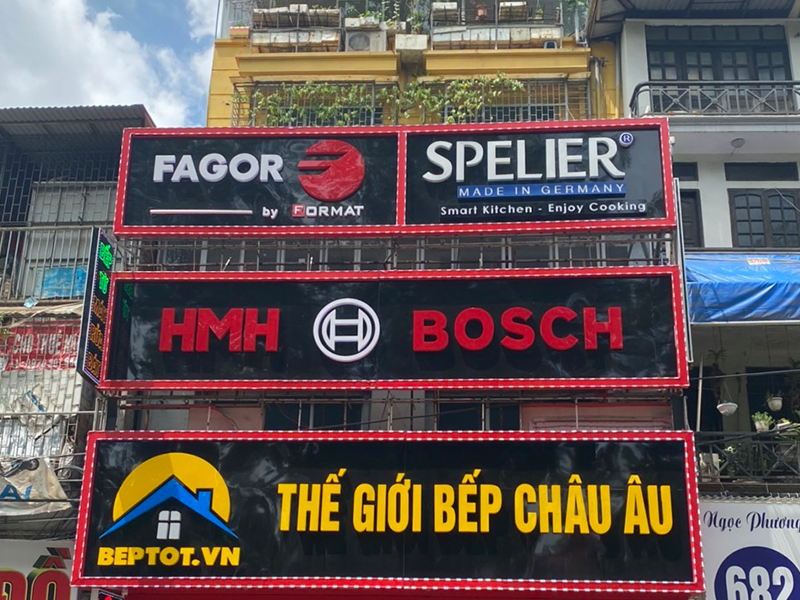 FAGOR
by FORMAT
SPELIER®
MADE IN GERMANY
Smart Kitchen - Enjoy Cooking
HMH BOSCH
THẾ GIỚI BẾP CHÂU ÂU
BEPTOT.VN
Ngọc Phương
682